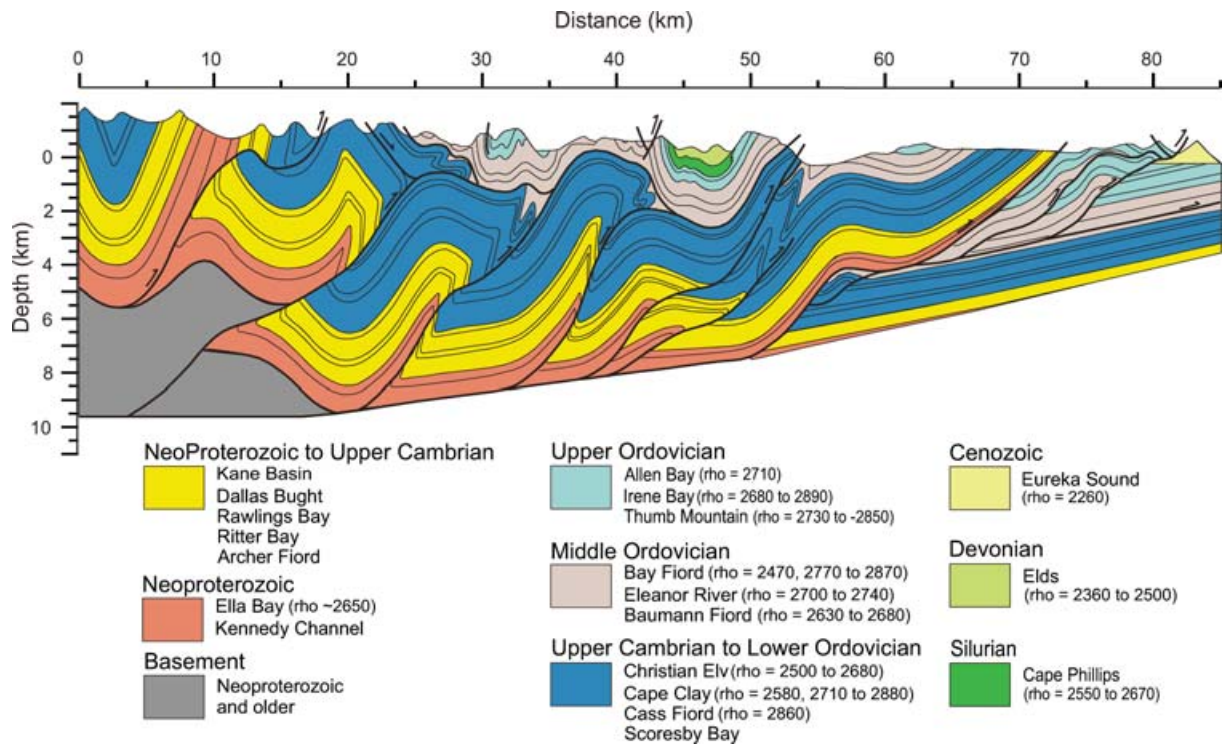 Distance (km)
0 10 20 30 40 50 60 70 80
Depth (km)
0
2
4
6
8
10
NeoProterozoic to Upper Cambrian
Kane Basin
Dallas Bught
Rawlings Bay
Ritter Bay
Archer Fiord
Neoproterozoic
Ella Bay (rho ~2650)
Kennedy Channel
Basement
Neoproterozoic
and older
Upper Ordovician
Allen Bay (rho = 2710)
Irene Bay (rho = 2680 to 2890)
Thumb Mountain (rho = 2730 to -2850)
Middle Ordovician
Bay Fiord (rho = 2470, 2770 to 2870)
Eleanor River (rho = 2700 to 2740)
Baumann Fiord (rho = 2630 to 2680)
Upper Cambrian to Lower Ordovician
Christian Elv (rho = 2500 to 2680)
Cape Clay (rho = 2580, 2710 to 2880)
Cass Fiord (rho = 2860)
Scoresby Bay
Cenozoic
Eureka Sound
(rho = 2260)
Devonian
Elds
(rho = 2360 to 2500)
Silurian
Cape Phillips
(rho = 2550 to 2670)